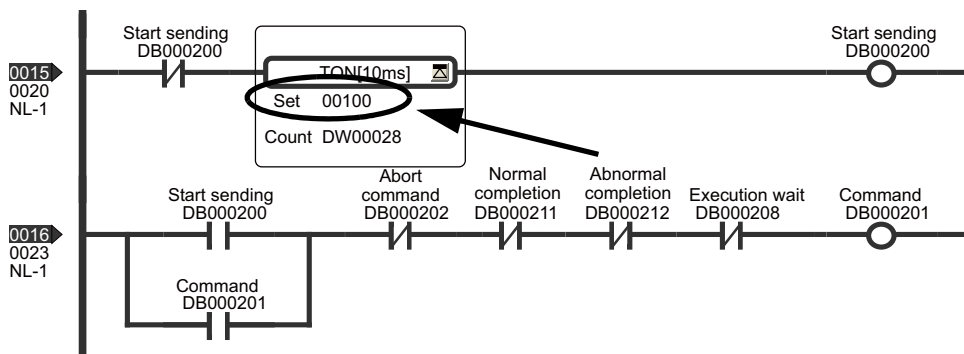 Start sending
DB000200
Start sending
DB000200
0015
0020
NL-1
TON[10ms]
Set 00100
Count DW00028
Start sending
DB000200
Abort
command
DB000202
Normal
completion
DB000211
Abnormal
completion
DB000212
Execution wait
DB000208
Command
DB000201
0016
0023
NL-1
Command
DB000201